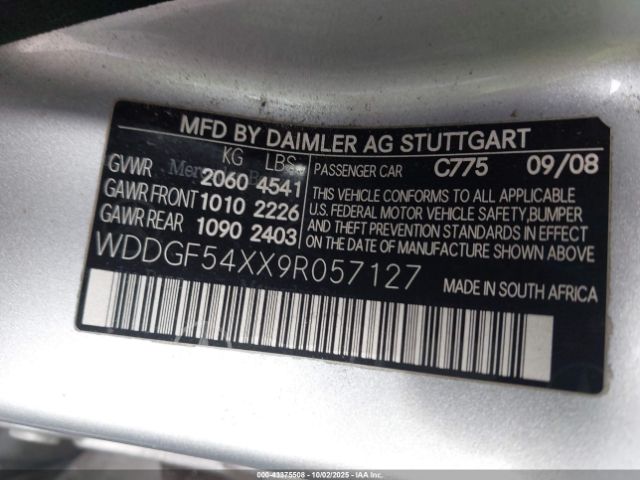 MFD BY DAIMLER AG STUTTGART
KG LBS
GVWR 2060 4541
GAWR FRONT 1010 2226
GAWR REAR 1090 2403
PASSENGER CAR C775 09/08
THIS VEHICLE CONFORMS TO ALL APPLICABLE
U.S. FEDERAL MOTOR VEHICLE SAFETY, BUMPER
AND THEFT PREVENTION STANDARDS IN EFFECT
ON THE DATE OF MANUFACTURE SHOWN ABOVE.
WDDGF54XX9R057127
MADE IN SOUTH AFRICA
000-43375508 - 10/02/2025 - IAAI.COM